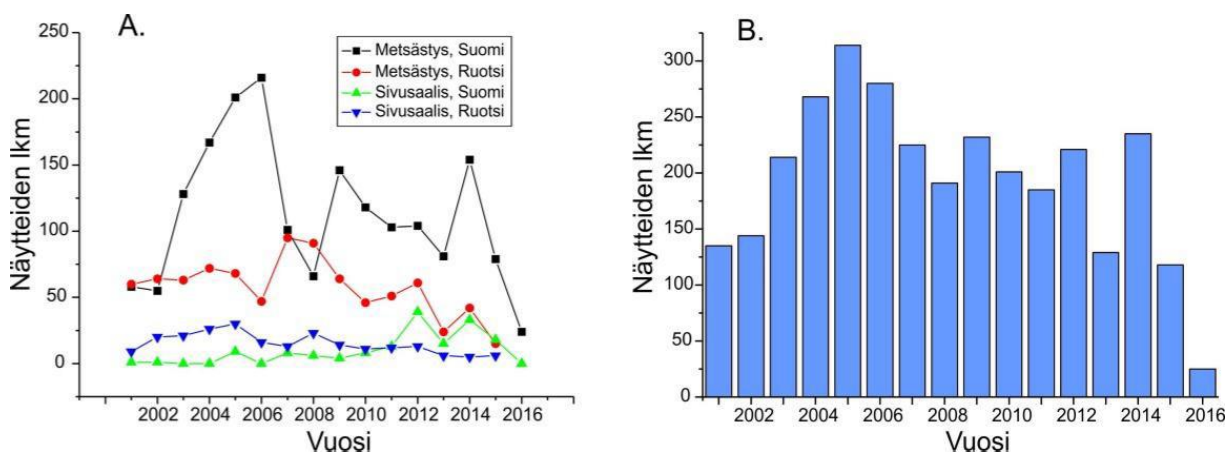 A.
250
200
150
100
50
0
Näytteiden lkm
Metsästys, Suomi
Metsästys, Ruotsi
Sivusaalis, Suomi
Sivusaalis, Ruotsi
2002 2004 2006 2008 2010 2012 2014 2016
Vuosi
B.
300
250
200
150
100
50
0
Näytteiden lkm
2002 2004 2006 2008 2010 2012 2014 2016
Vuosi